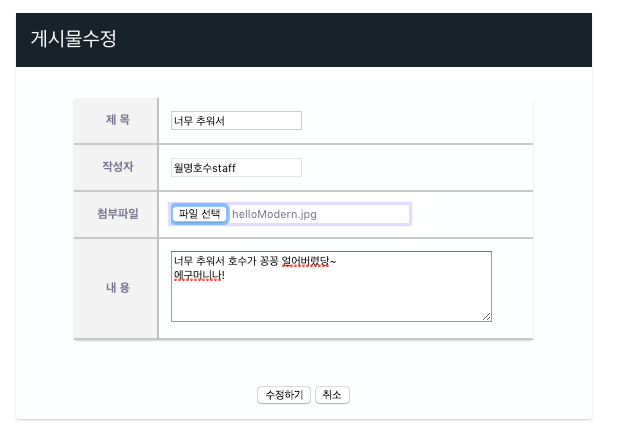 게시물수정
제 목
너무 추워서
작성자
월명호수staff
첨부파일
파일 선택 helloModern.jpg
내 용
너무 추워서 호수가 꽁꽁 얼어버렸당~
에구머니나!
수정하기 취소